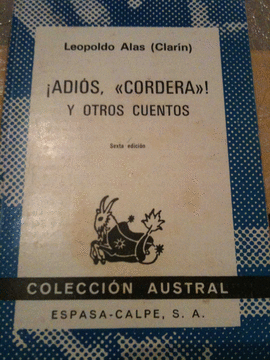 Leopoldo Alas (Clarín)
¡ADIÓS, «CORDERA»!
Y OTROS CUENTOS
Sexta edición
COLECCIÓN AUSTRAL
ESPASA-CALPE, S. A.